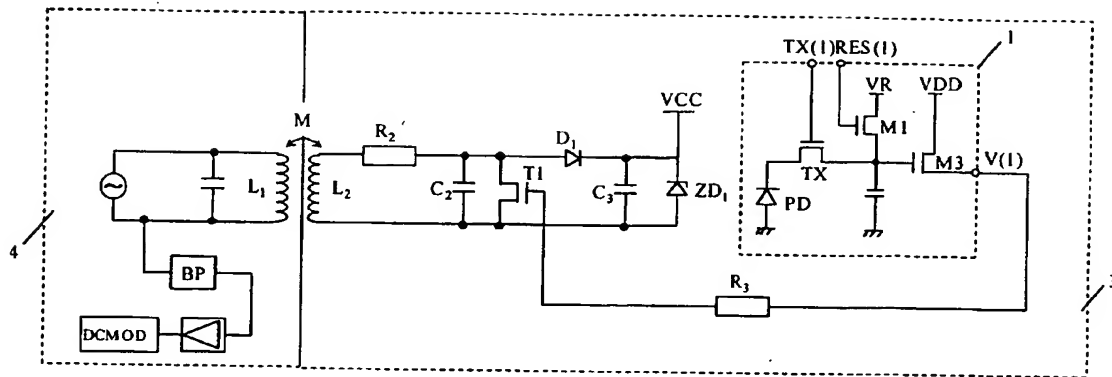 TX(1)RES(1)
1
VR
VDD
M1
M3
V(1)
TX
PD
VCC
M
R2
D1
T1
L1
L2
C2
C3
ZD1
4
BP
DCMOD
R3
3